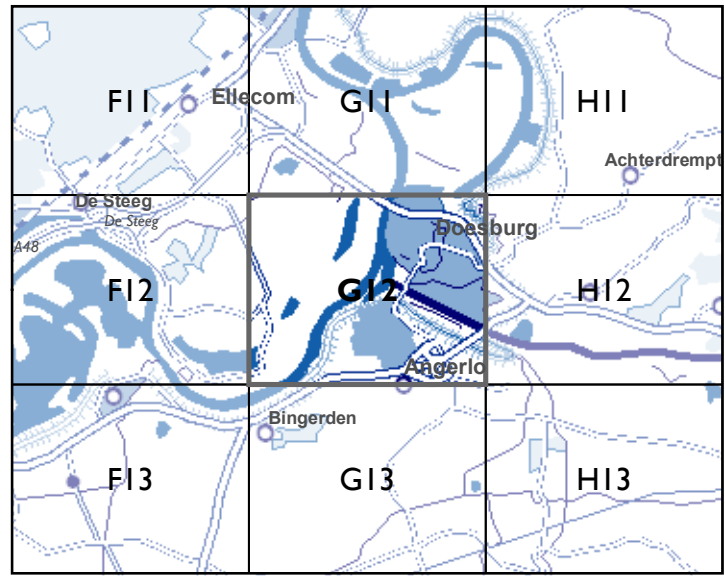 F11
Ellecom
G11
H11
Achterdrempt
De Steeg
De Steeg
A48
Doesburg
F12
G12
H12
Angerlo
Bingerden
F13
G13
H13